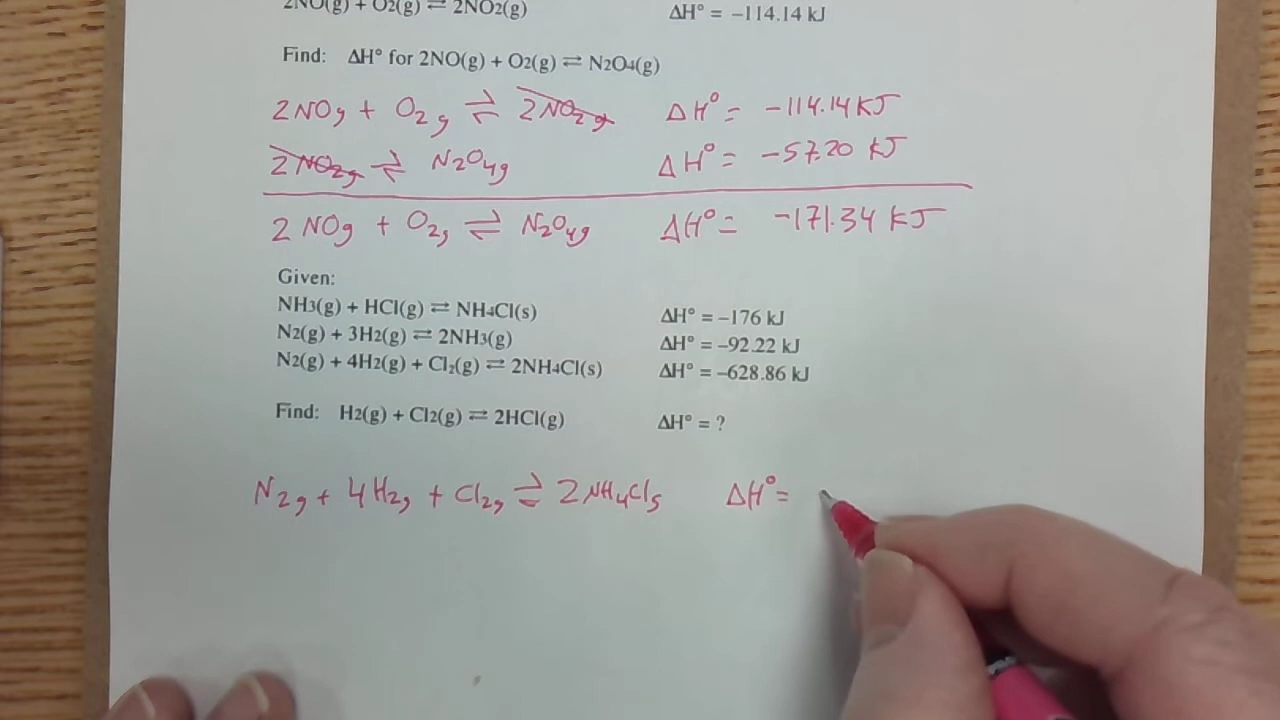 2NO(g) + O2(g) ⇌ 2NO2(g) ΔH° = –114.14 kJ
Find: ΔH° for 2NO(g) + O2(g) ⇌ N2O4(g)
2NOg + O2g ⇌ 2NO2g ΔH° = -114.14 KJ
2NO2g ⇌ N2O4g ΔH° = -57.20 KJ
2 NOg + O2g ⇌ N2O4g ΔH° = -171.34 KJ
Given:
NH3(g) + HCl(g) ⇌ NH4Cl(s) ΔH° = –176 kJ
N2(g) + 3H2(g) ⇌ 2NH3(g) ΔH° = –92.22 kJ
N2(g) + 4H2(g) + Cl2(g) ⇌ 2NH4Cl(s) ΔH° = –628.86 kJ
Find: H2(g) + Cl2(g) ⇌ 2HCl(g) ΔH° = ?
N2g + 4H2g + Cl2g ⇌ 2NH4Cls ΔH° =